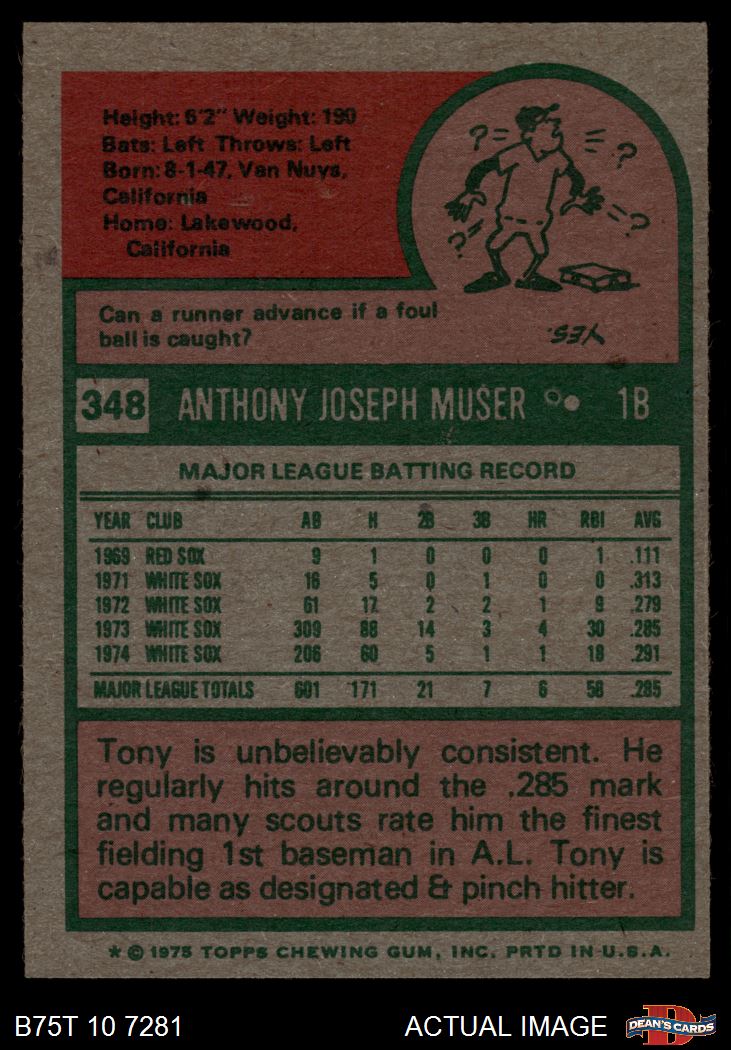 Height: 6'2" Weight: 190
Bats: Left Throws: Left
Born: 8-1-47, Van Nuys,
California
Home: Lakewood,
California
? ? ? ?
Can a runner advance if a foul
ball is caught?
YES.
348 ANTHONY JOSEPH MUSER • 1B
MAJOR LEAGUE BATTING RECORD
YEAR CLUB AB H 2B 3B HR RBI AVG
1969 RED SOX 9 1 0 0 0 1 .111
1971 WHITE SOX 16 5 0 1 0 0 .313
1972 WHITE SOX 61 17 2 2 1 9 .279
1973 WHITE SOX 309 88 14 3 4 30 .285
1974 WHITE SOX 206 60 5 1 1 18 .291
MAJOR LEAGUE TOTALS 601 171 21 7 6 58 .285
Tony is unbelievably consistent. He
regularly hits around the .285 mark
and many scouts rate him the finest
fielding 1st baseman in A.L. Tony is
capable as designated & pinch hitter.
* © 1975 TOPPS CHEWING GUM, INC. PRTD IN U.S.A.
B75T 10 7281 ACTUAL IMAGE D DEAN'S CARDS